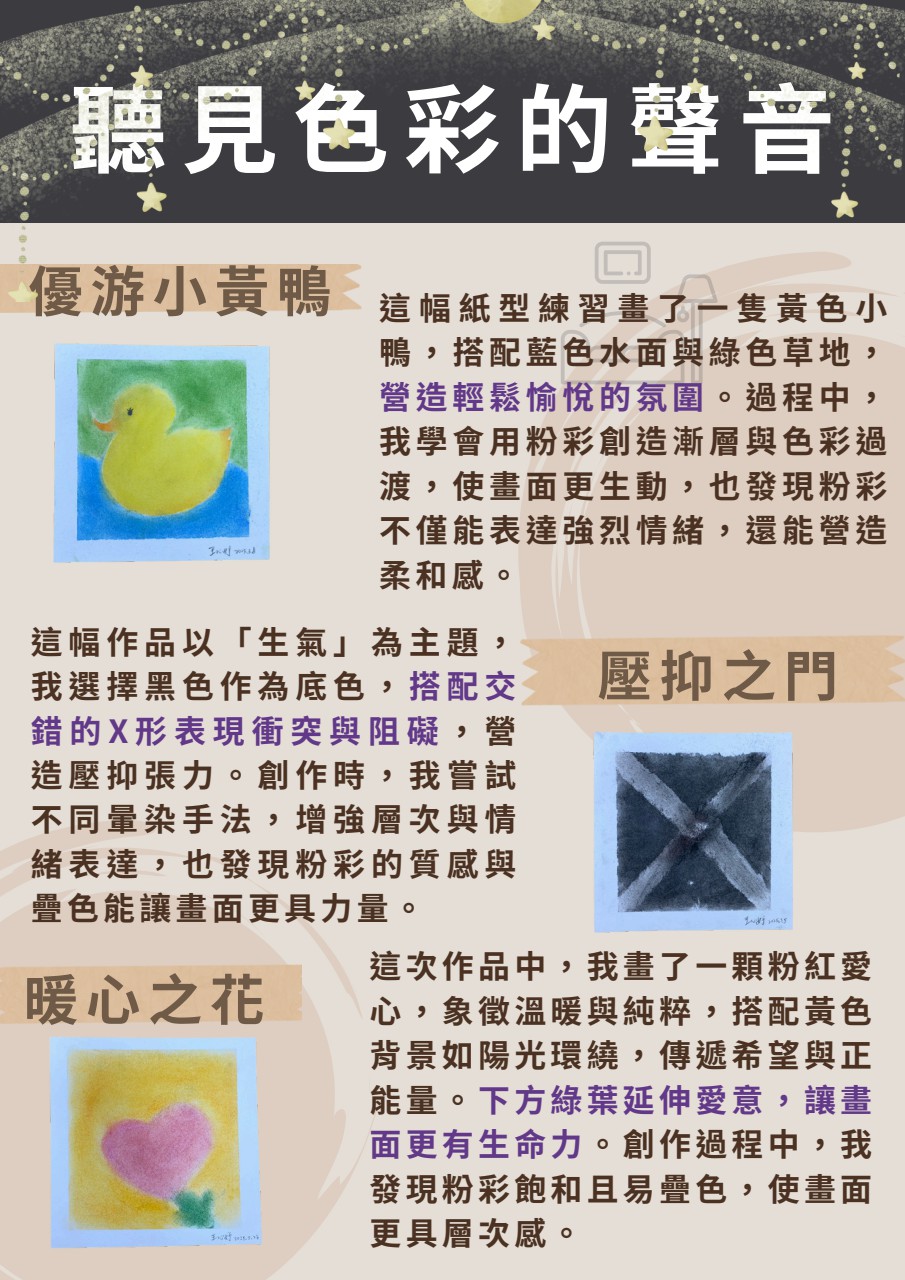 聽見色彩的聲音
優游小黃鴨
這幅紙型練習畫了一隻黃色小
鴨，搭配藍色水面與綠色草地，
營造輕鬆愉悅的氛圍。過程中，
我學會用粉彩創造漸層與色彩過
渡，使畫面更生動，也發現粉彩
不僅能表達強烈情緒，還能營造
柔和感。
壓抑之門
這幅作品以「生氣」為主題，
我選擇黑色作為底色，搭配交
錯的X形表現衝突與阻礙，營
造壓抑張力。創作時，我嘗試
不同暈染手法，增強層次與情
緒表達，也發現粉彩的質感與
疊色能讓畫面更具力量。
暖心之花
這次作品中，我畫了一顆粉紅愛
心，象徵溫暖與純粹，搭配黃色
背景如陽光環繞，傳遞希望與正
能量。下方綠葉延伸愛意，讓畫
面更有生命力。創作過程中，我
發現粉彩飽和且易疊色，使畫面
更具層次感。